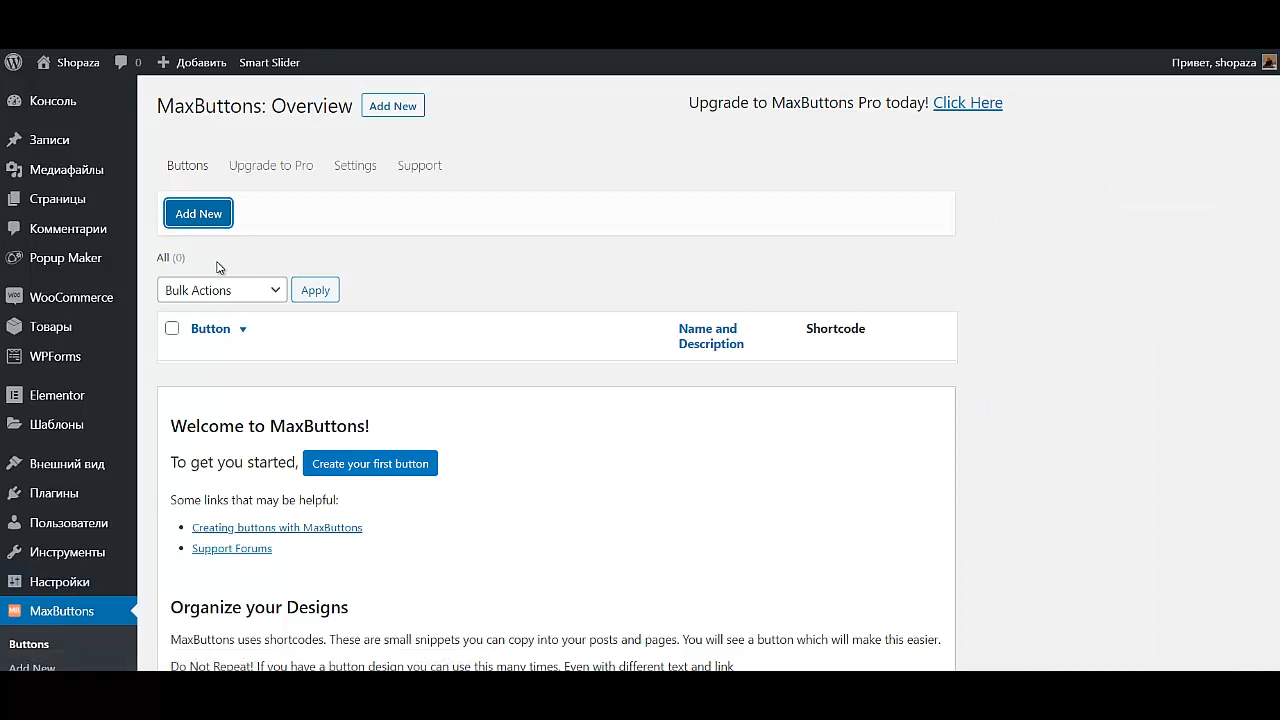 Shopaza 0 Добавить Smart Slider Привет, shopaza
Консоль
Записи
Медиафайлы
Страницы
Комментарии
Popup Maker
WooCommerce
Товары
WPForms
Elementor
Шаблоны
Внешний вид
Плагины
Пользователи
Инструменты
Настройки
MaxButtons
Buttons
Add New
MaxButtons: Overview Add New
Upgrade to MaxButtons Pro today! Click Here
Buttons Upgrade to Pro Settings Support
Add New
All (0)
Bulk Actions Apply
Button Name and Description Shortcode
Welcome to MaxButtons!
To get you started, Create your first button
Some links that may be helpful:
Creating buttons with MaxButtons
Support Forums
Organize your Designs
MaxButtons uses shortcodes. These are small snippets you can copy into your posts and pages. You will see a button which will make this easier.
Do Not Repeat! If you have a button design you can use this many times. Even with different text and link